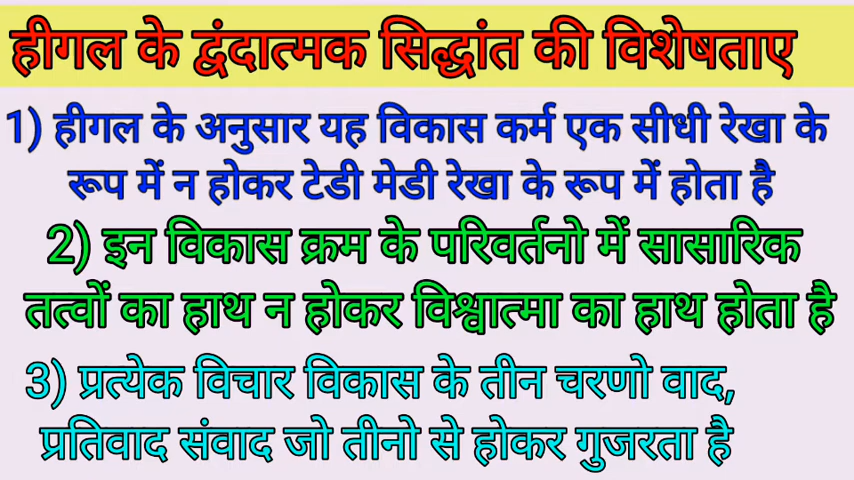 हीगल के द्वंदात्मक सिद्धांत की विशेषताए
1) हीगल के अनुसार यह विकास कर्म एक सीधी रेखा के
रूप में न होकर टेडी मेडी रेखा के रूप में होता है
2) इन विकास क्रम के परिवर्तनो में सासारिक
तत्वों का हाथ न होकर विश्वात्मा का हाथ होता है
3) प्रत्येक विचार विकास के तीन चरणो वाद,
प्रतिवाद संवाद जो तीनो से होकर गुजरता है